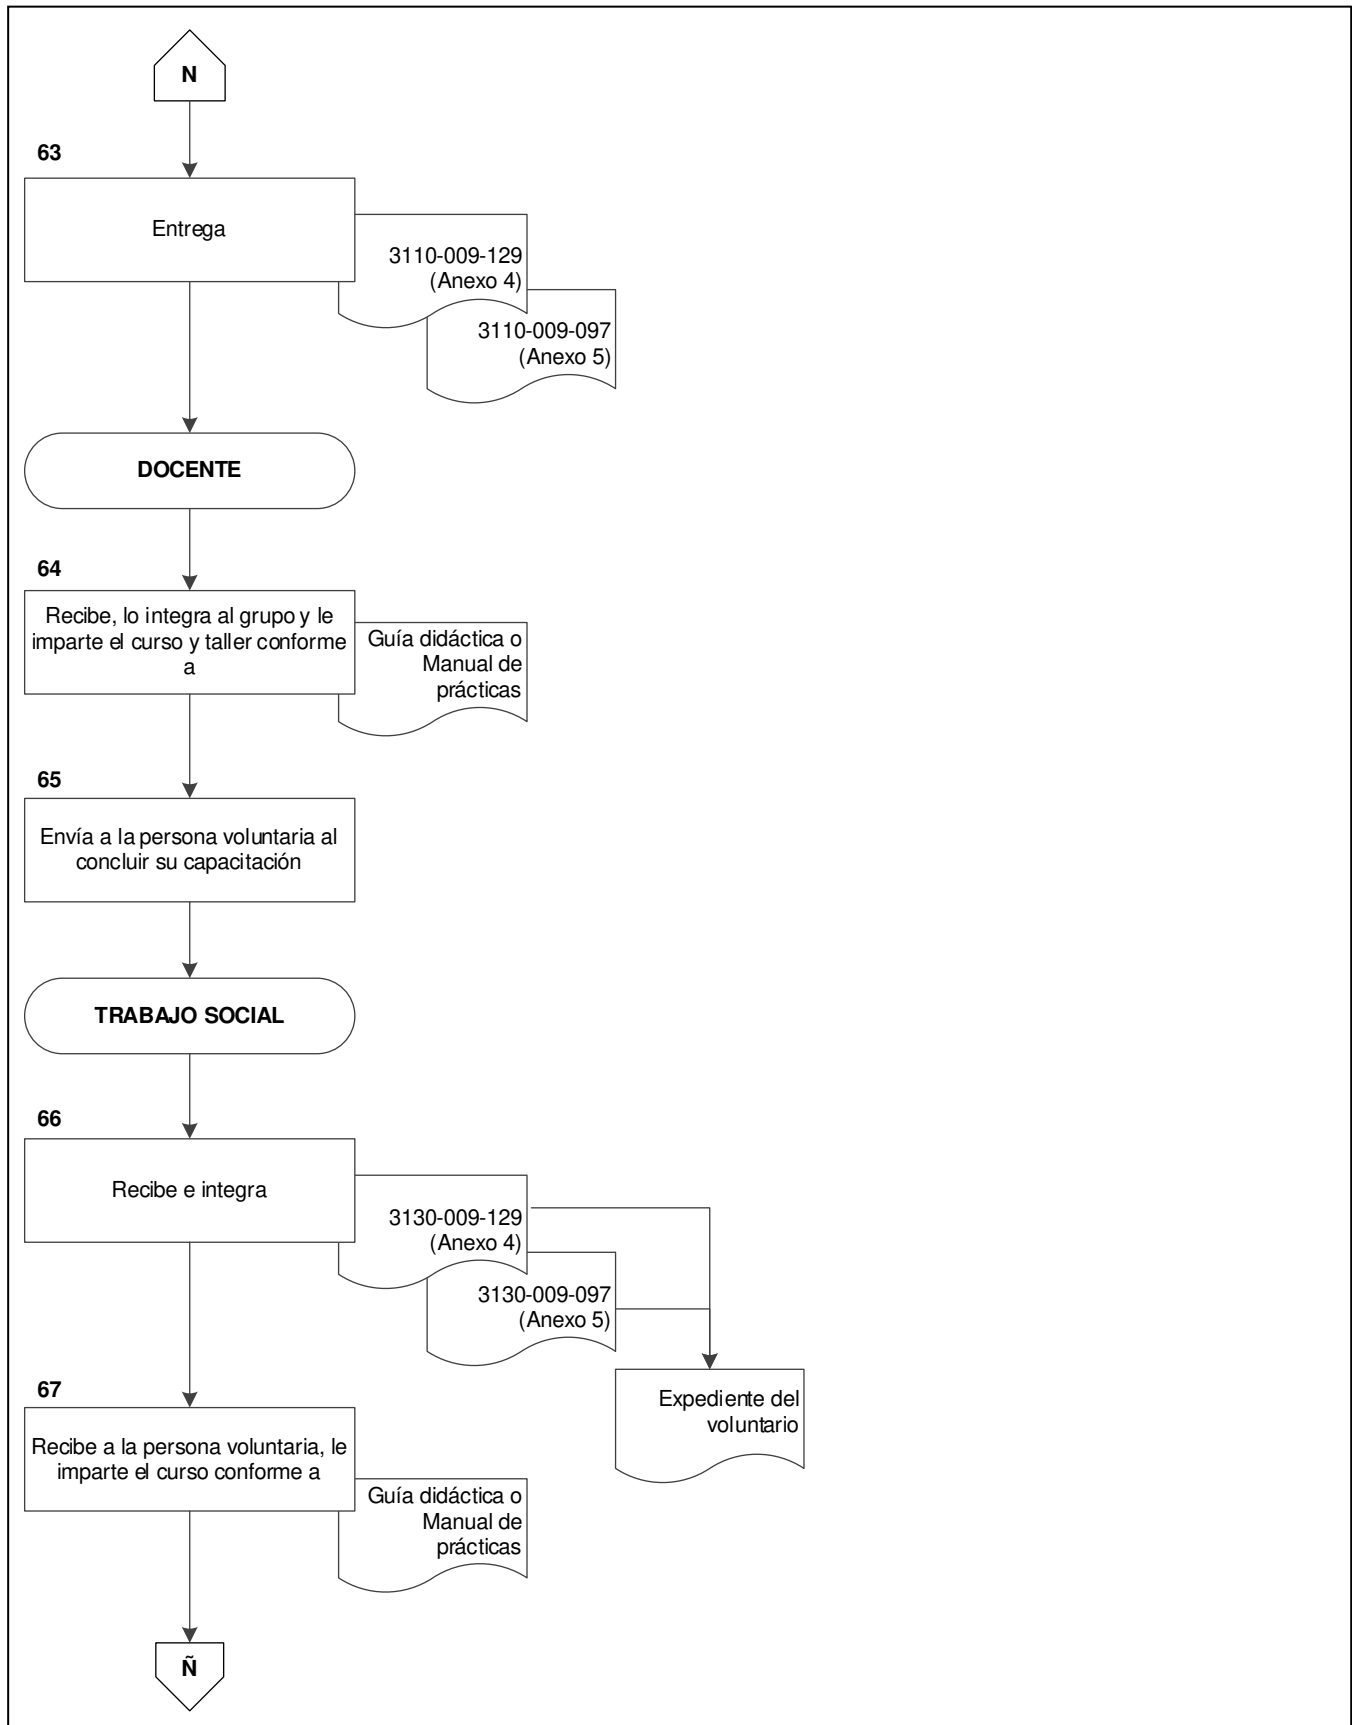 N
63
Entrega
3110-009-129
(Anexo 4)
3110-009-097
(Anexo 5)
DOCENTE
64
Recibe, lo integra al grupo y le
imparte el curso y taller conforme
a
Guía didáctica o
Manual de
prácticas
65
Envía a la persona voluntaria al
concluir su capacitación
TRABAJO SOCIAL
66
Recibe e integra
3130-009-129
(Anexo 4)
3130-009-097
(Anexo 5)
Expediente del
voluntario
67
Recibe a la persona voluntaria, le
imparte el curso conforme a
Guía didáctica o
Manual de
prácticas
Ñ